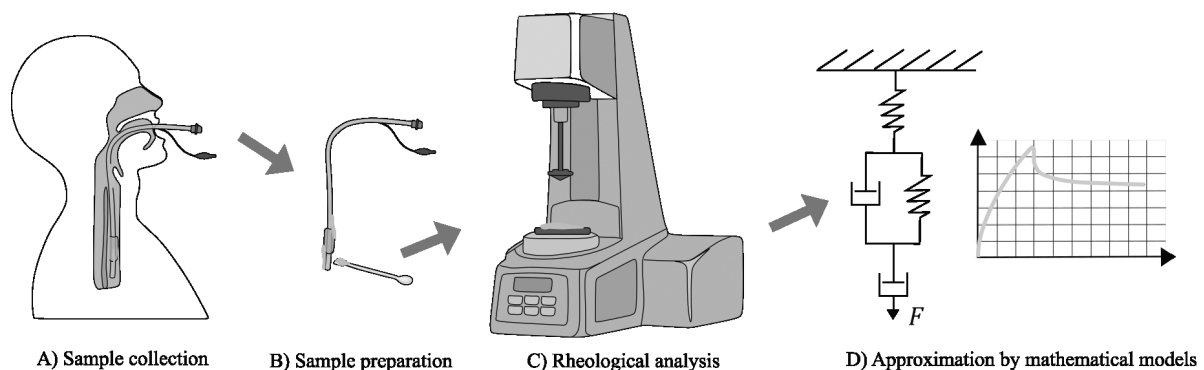 F
A) Sample collection
B) Sample preparation
C) Rheological analysis
D) Approximation by mathematical models